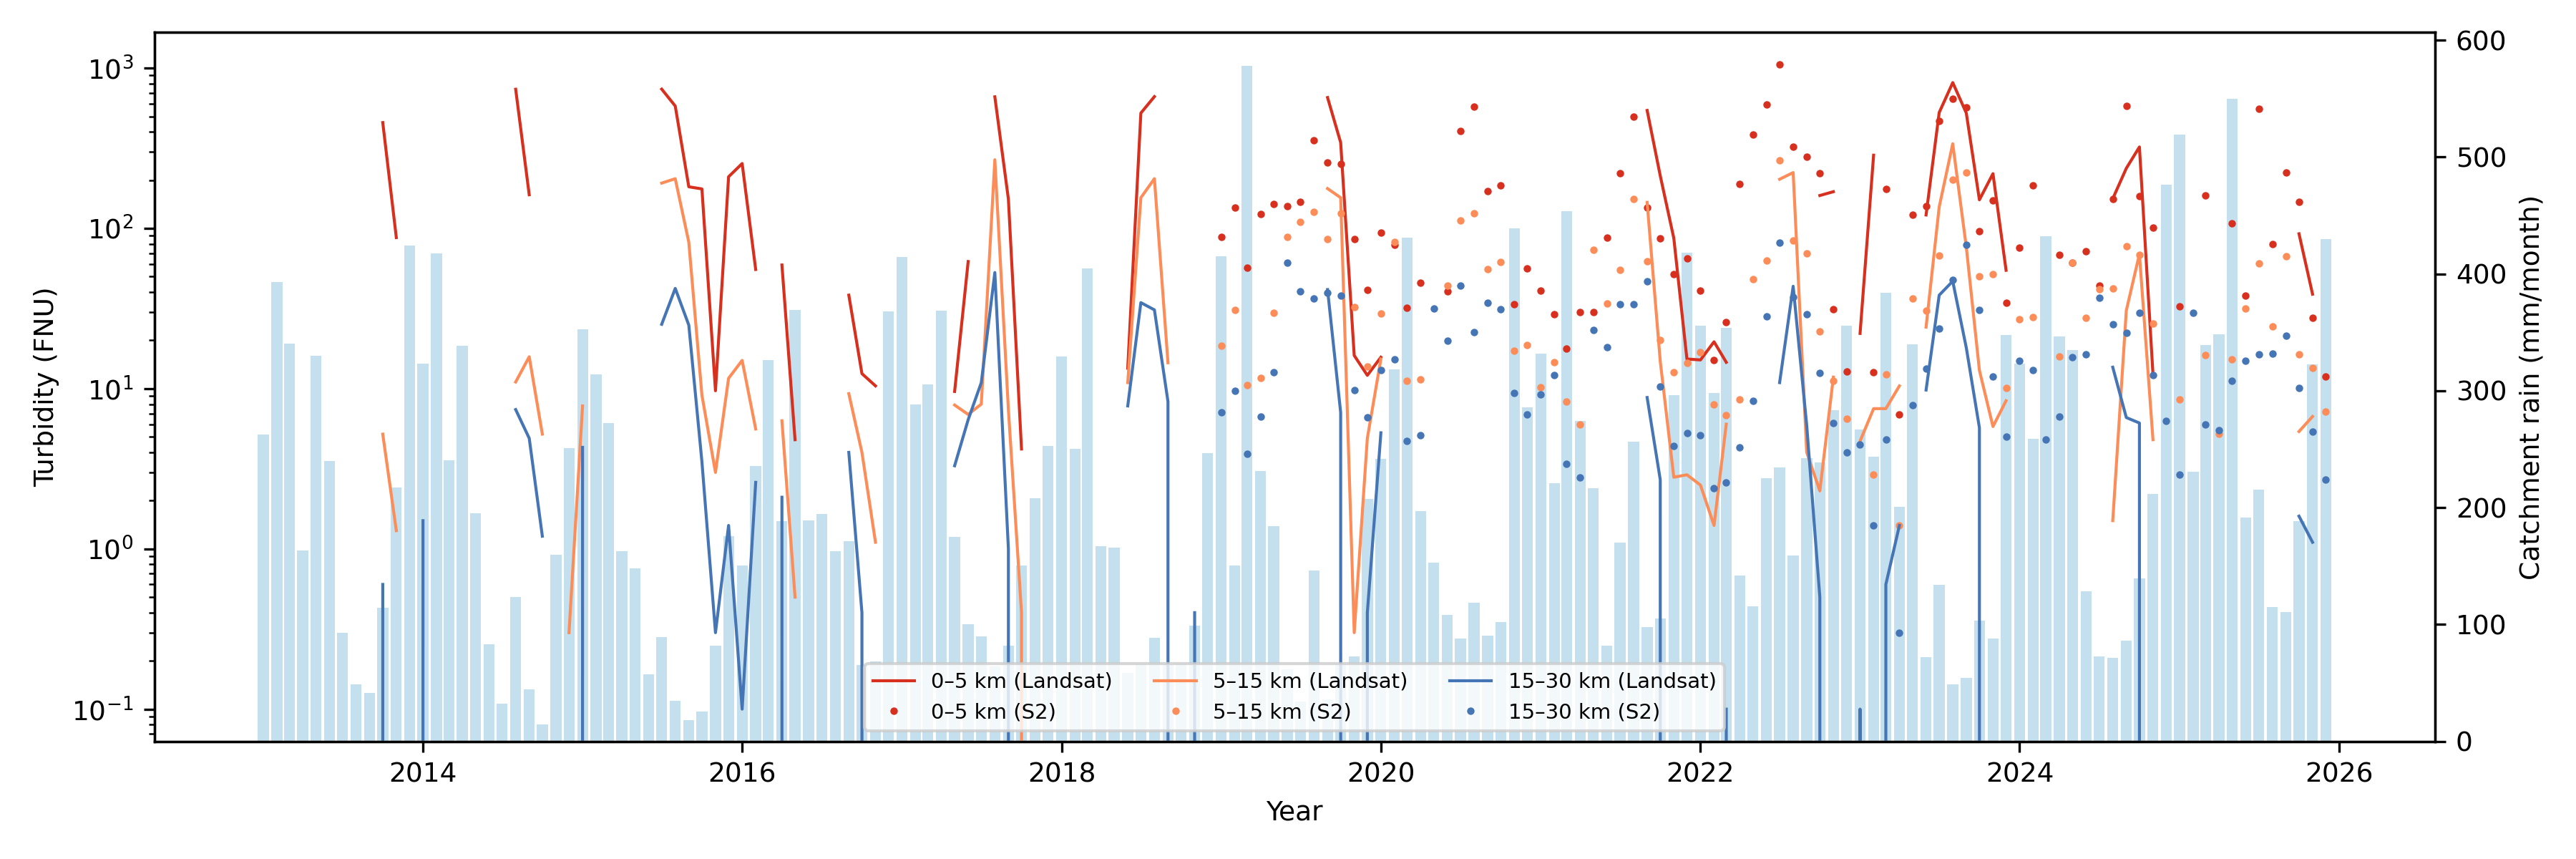 Turbidity (FNU)
10³
10²
10¹
10⁰
10⁻¹
600
500
400
300
200
100
0
Catchment rain (mm/month)
0–5 km (Landsat)
5–15 km (Landsat)
15–30 km (Landsat)
0–5 km (S2)
5–15 km (S2)
15–30 km (S2)
2014
2016
2018
2020
2022
2024
2026
Year